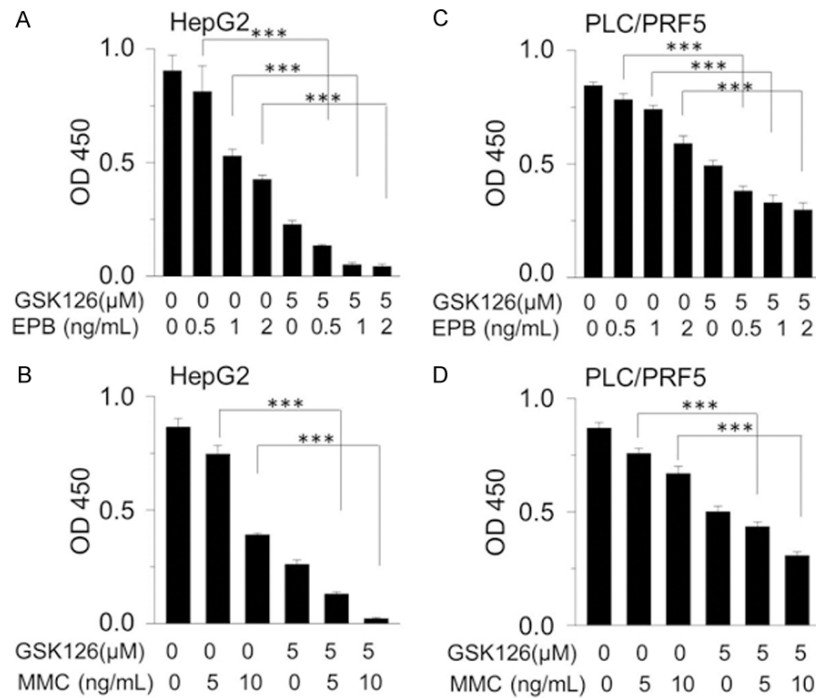 A
HepG2
***
***
***
1.0
0.5
0.0
OD 450
GSK126(μM) 0 0 0 0 5 5 5 5
EPB (ng/mL) 0 0.5 1 2 0 0.5 1 2
C
PLC/PRF5
***
***
***
1.0
0.5
0.0
OD 450
GSK126(μM) 0 0 0 0 5 5 5 5
EPB (ng/mL) 0 0.5 1 2 0 0.5 1 2
B
HepG2
***
***
1.0
0.5
0.0
OD 450
GSK126(μM) 0 0 0 5 5 5
MMC (ng/mL) 0 5 10 0 5 10
D
PLC/PRF5
***
***
1.0
0.5
0.0
OD 450
GSK126(μM) 0 0 0 5 5 5
MMC (ng/mL) 0 5 10 0 5 10